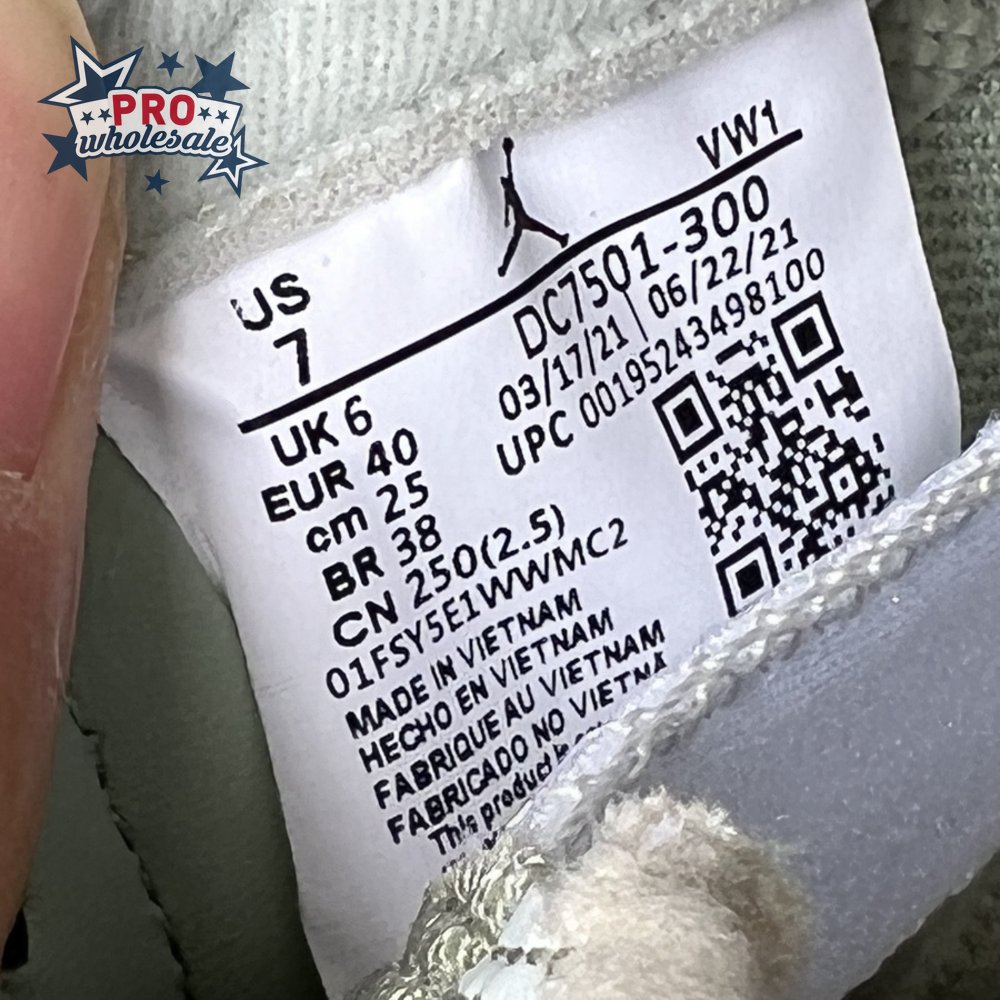 PRO
wholesale
US
7
VW1
DC7501-300
03/17/21 | 06/22/21
UPC 00195243498100
UK 6
EUR 40
cm 25
BR 38
CN 250(2.5)
01FSY5E1WWMC2
MADE IN VIETNAM
HECHO EN VIETNAM
FABRIQUE AU VIETNAM
FABRICADO NO VIETNA
This product